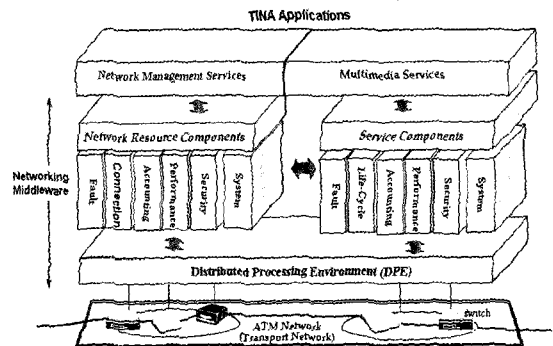 TINA Applications
Network Management Services
Multimedia Services
Network Resource Components
Service Components
Networking
Middleware
Fault
Connection
Accounting
Performance
Security
System
Fault
Life-Cycle
Accounting
Performance
Security
System
Distributed Processing Environment (DPE)
switch
ATM Network
(Transport Network)